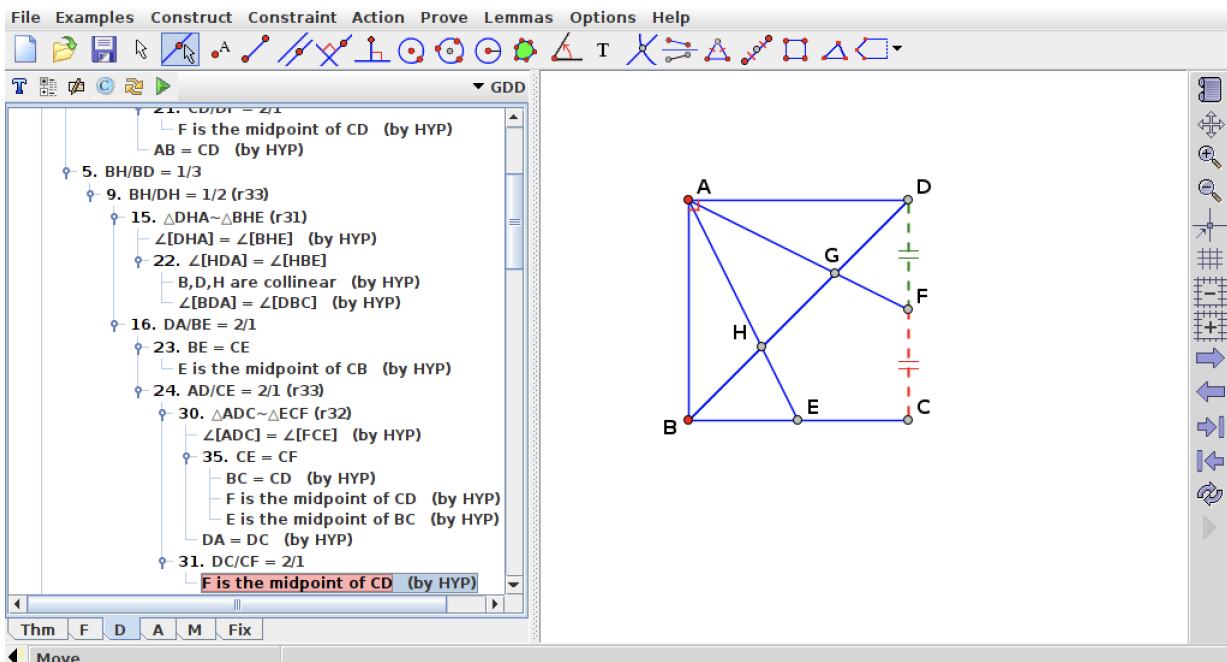 File Examples Construct Constraint Action Prove Lemmas Options Help
A T
T C GDD
21. CD/DF = 2/1
F is the midpoint of CD (by HYP)
AB = CD (by HYP)
5. BH/BD = 1/3
9. BH/DH = 1/2 (r33)
15. △DHA~△BHE (r31)
∠[DHA] = ∠[BHE] (by HYP)
22. ∠[HDA] = ∠[HBE]
B,D,H are collinear (by HYP)
∠[BDA] = ∠[DBC] (by HYP)
16. DA/BE = 2/1
23. BE = CE
E is the midpoint of CB (by HYP)
24. AD/CE = 2/1 (r33)
30. △ADC~△ECF (r32)
∠[ADC] = ∠[FCE] (by HYP)
35. CE = CF
BC = CD (by HYP)
F is the midpoint of CD (by HYP)
E is the midpoint of BC (by HYP)
DA = DC (by HYP)
31. DC/CF = 2/1
F is the midpoint of CD (by HYP)
Thm F D A M Fix
Move
A D
G
F
H
E C
B